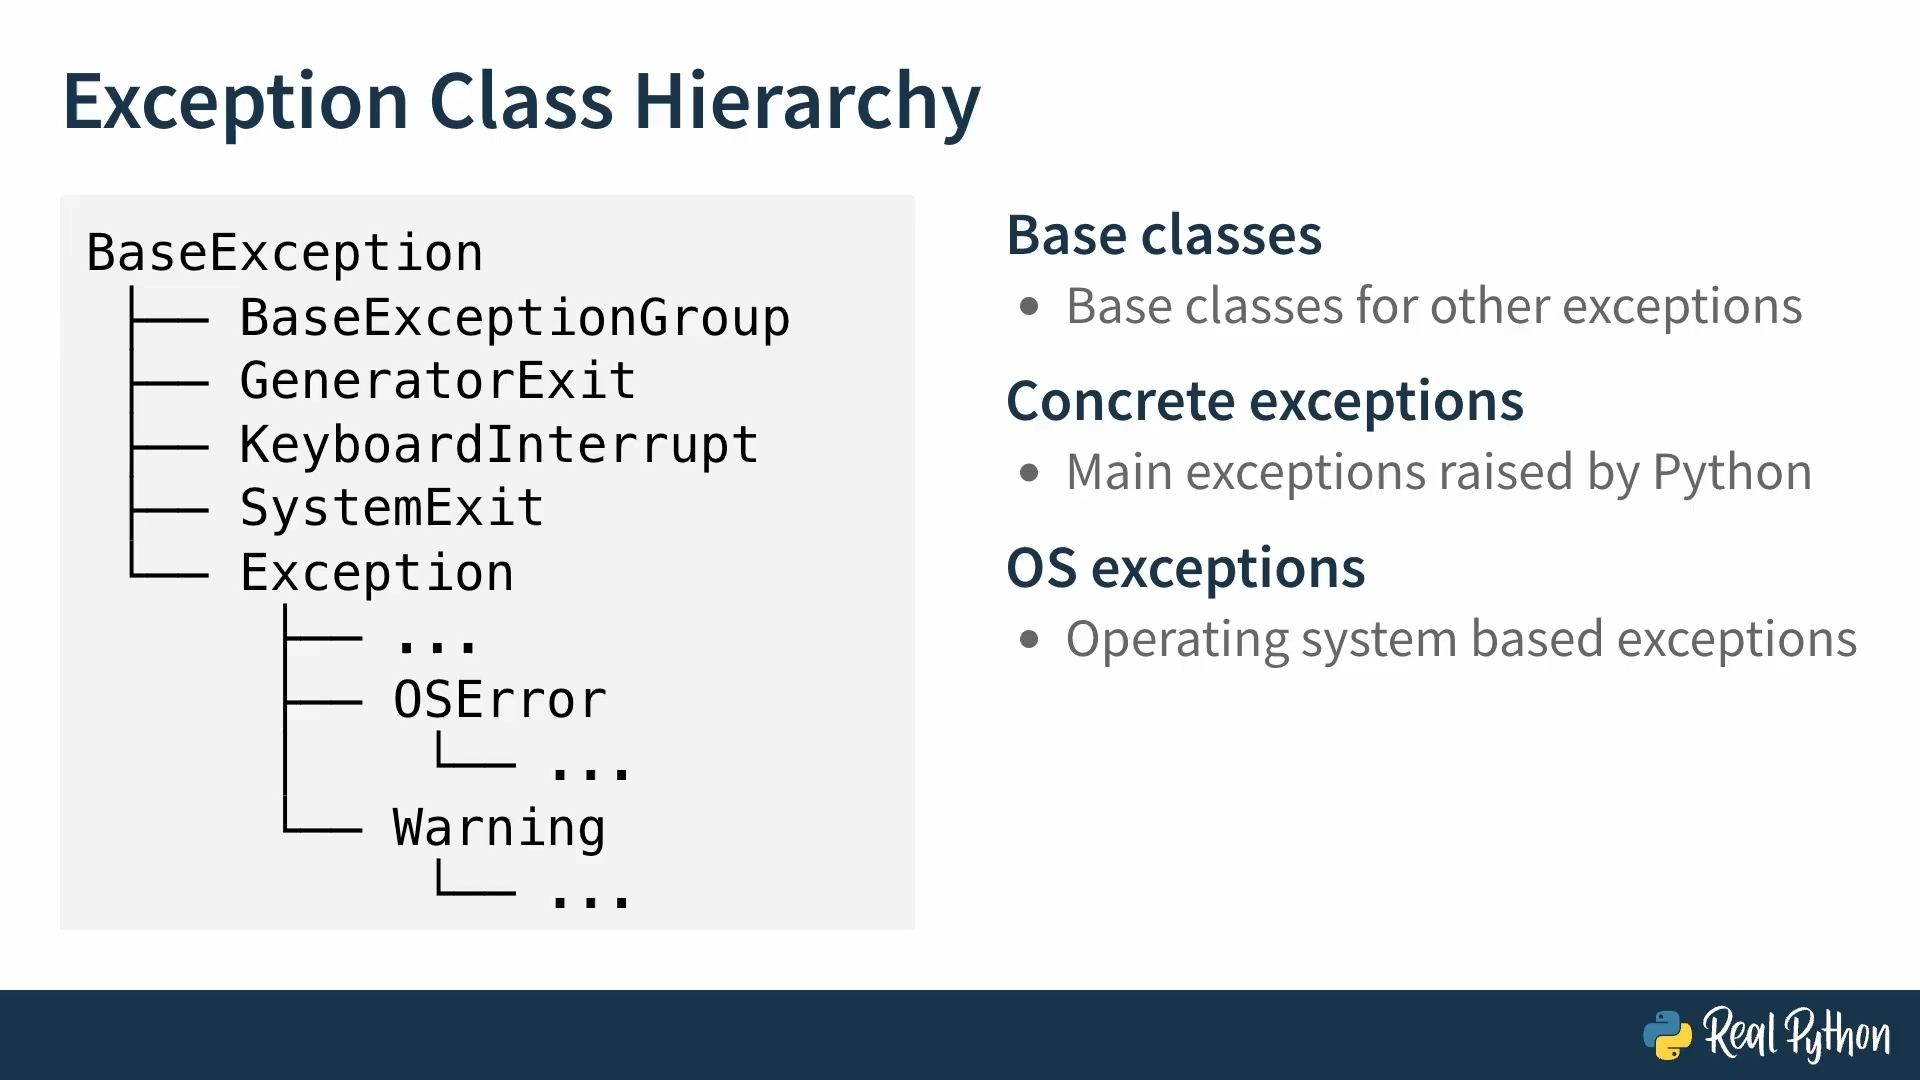 Exception Class Hierarchy
BaseException
├── BaseExceptionGroup
├── GeneratorExit
├── KeyboardInterrupt
├── SystemExit
└── Exception
├── ...
├── OSError
└── ...
└── Warning
└── ...
Base classes
• Base classes for other exceptions
Concrete exceptions
• Main exceptions raised by Python
OS exceptions
• Operating system based exceptions
Real Python